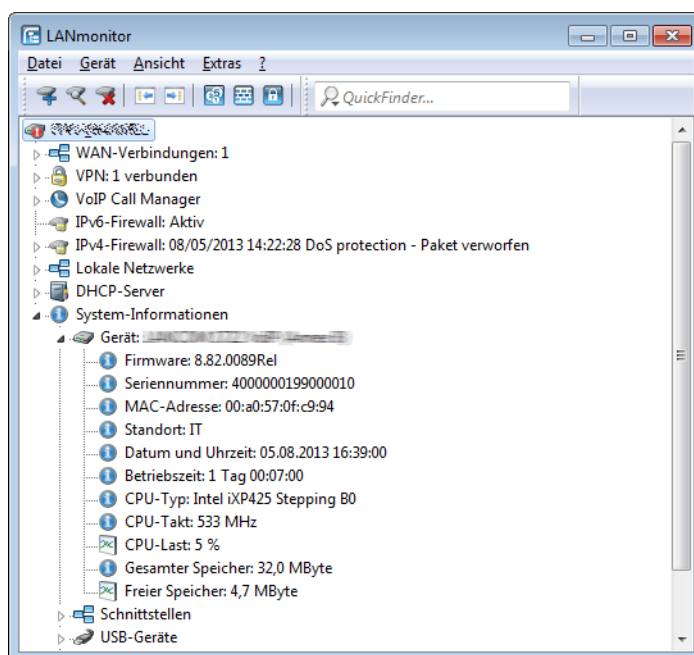 LANmonitor
Datei Gerät Ansicht Extras ?
QuickFinder...
WAN-Verbindungen: 1
VPN: 1 verbunden
VoIP Call Manager
IPv6-Firewall: Aktiv
IPv4-Firewall: 08/05/2013 14:22:28 DoS protection - Paket verworfen
Lokale Netzwerke
DHCP-Server
System-Informationen
Gerät:
Firmware: 8.82.0089Rel
Seriennummer: 4000000199000010
MAC-Adresse: 00:a0:57:0f:c9:94
Standort: IT
Datum und Uhrzeit: 05.08.2013 16:39:00
Betriebszeit: 1 Tag 00:07:00
CPU-Typ: Intel iXP425 Stepping B0
CPU-Takt: 533 MHz
CPU-Last: 5 %
Gesamter Speicher: 32,0 MByte
Freier Speicher: 4,7 MByte
Schnittstellen
USB-Geräte